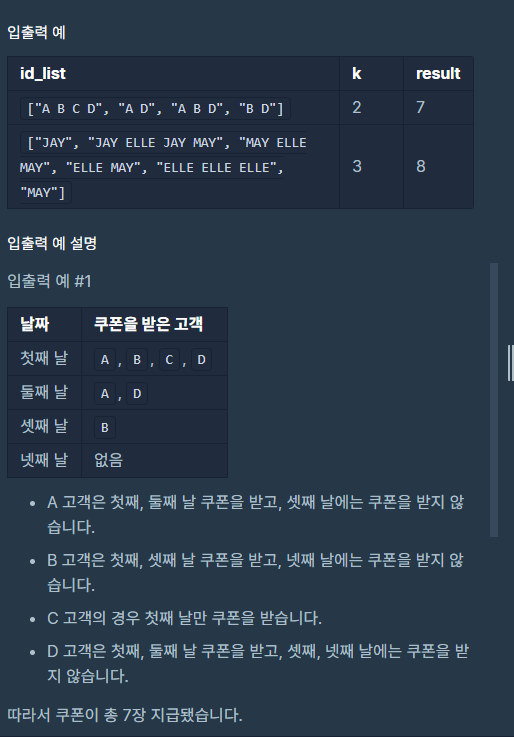 입출력 예
id_list k result
["A B C D", "A D", "A B D", "B D"] 2 7
["JAY", "JAY ELLE JAY MAY", "MAY ELLE
MAY", "ELLE MAY", "ELLE ELLE ELLE",
"MAY"] 3 8
입출력 예 설명
입출력 예 #1
날짜 쿠폰을 받은 고객
첫째 날 A , B , C , D
둘째 날 A , D
셋째 날 B
넷째 날 없음
• A 고객은 첫째, 둘째 날 쿠폰을 받고, 셋째 날에는 쿠폰을 받지 않
습니다.
• B 고객은 첫째, 셋째 날 쿠폰을 받고, 넷째 날에는 쿠폰을 받지 않
습니다.
• C 고객의 경우 첫째 날만 쿠폰을 받습니다.
• D 고객은 첫째, 둘째 날 쿠폰을 받고, 셋째, 넷째 날에는 쿠폰을 받
지 않습니다.
따라서 쿠폰이 총 7장 지급됐습니다.